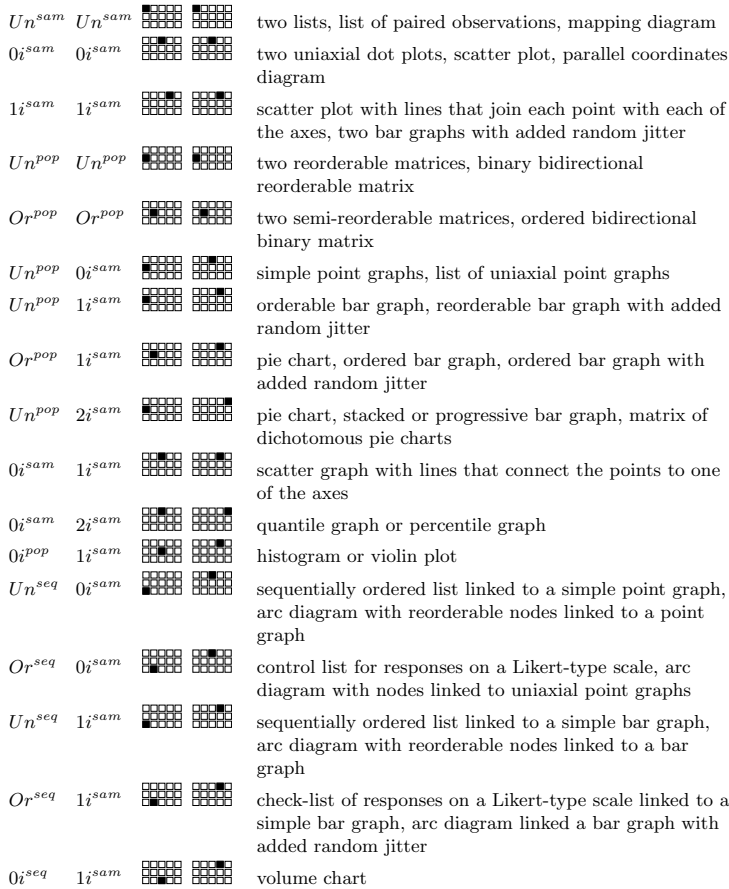 Un^sam Un^sam two lists, list of paired observations, mapping diagram
0i^sam 0i^sam two uniaxial dot plots, scatter plot, parallel coordinates
diagram
1i^sam 1i^sam scatter plot with lines that join each point with each of
the axes, two bar graphs with added random jitter
Un^pop Un^pop two reorderable matrices, binary bidirectional
reorderable matrix
Or^pop Or^pop two semi-reorderable matrices, ordered bidirectional
binary matrix
Un^pop 0i^sam simple point graphs, list of uniaxial point graphs
Un^pop 1i^sam orderable bar graph, reorderable bar graph with added
random jitter
Or^pop 1i^sam pie chart, ordered bar graph, ordered bar graph with
added random jitter
Un^pop 2i^sam pie chart, stacked or progressive bar graph, matrix of
dichotomous pie charts
0i^sam 1i^sam scatter graph with lines that connect the points to one
of the axes
0i^sam 2i^sam quantile graph or percentile graph
0i^pop 1i^sam histogram or violin plot
Un^seq 0i^sam sequentially ordered list linked to a simple point graph,
arc diagram with reorderable nodes linked to a point
graph
Or^seq 0i^sam control list for responses on a Likert-type scale, arc
diagram with nodes linked to uniaxial point graphs
Un^seq 1i^sam sequentially ordered list linked to a simple bar graph,
arc diagram with reorderable nodes linked to a bar
graph
Or^seq 1i^sam check-list of responses on a Likert-type scale linked to a
simple bar graph, arc diagram linked a bar graph with
added random jitter
0i^seq 1i^sam volume chart